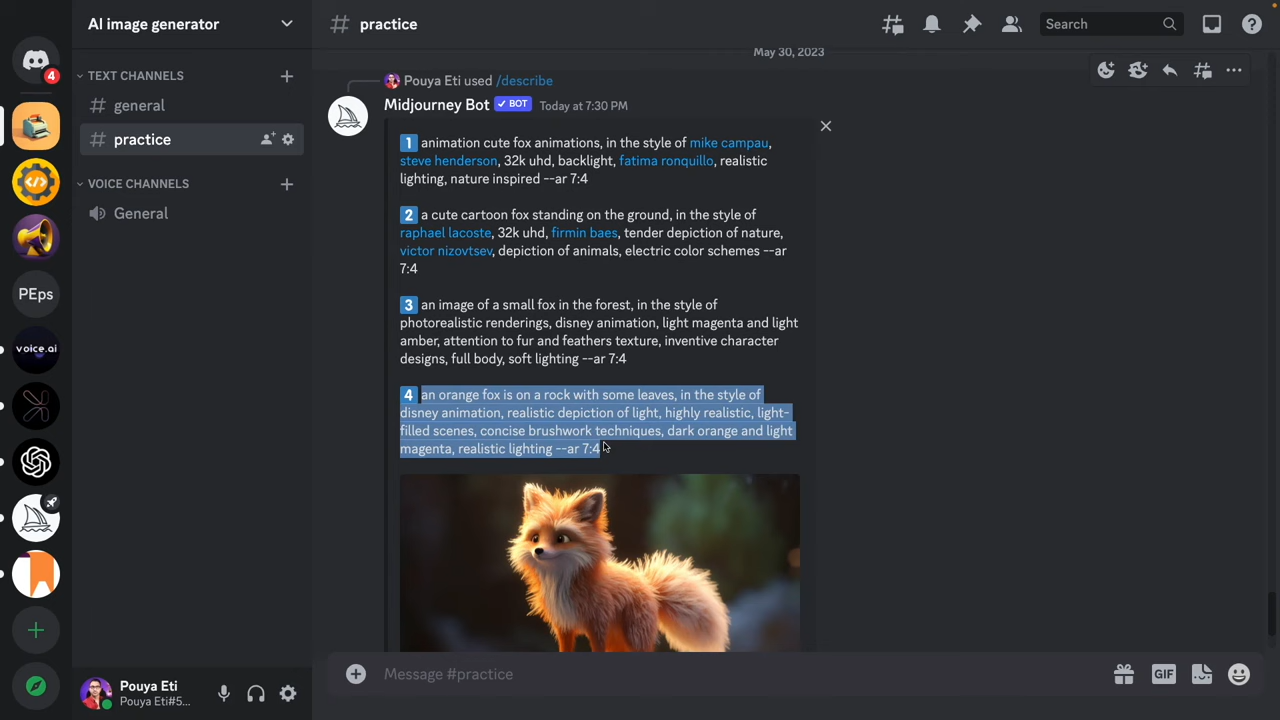 AI image generator
# practice
Search
4
TEXT CHANNELS
# general
# practice
VOICE CHANNELS
General
PEps
voice.ai
May 30, 2023
Pouya Eti used /describe
Midjourney Bot ✓ BOT Today at 7:30 PM
1 animation cute fox animations, in the style of mike campau,
steve henderson, 32k uhd, backlight, fatima ronquillo, realistic
lighting, nature inspired --ar 7:4
2 a cute cartoon fox standing on the ground, in the style of
raphael lacoste, 32k uhd, firmin baes, tender depiction of nature,
victor nizovtsev, depiction of animals, electric color schemes --ar
7:4
3 an image of a small fox in the forest, in the style of
photorealistic renderings, disney animation, light magenta and light
amber, attention to fur and feathers texture, inventive character
designs, full body, soft lighting --ar 7:4
4 an orange fox is on a rock with some leaves, in the style of
disney animation, realistic depiction of light, highly realistic, light-
filled scenes, concise brushwork techniques, dark orange and light
magenta, realistic lighting --ar 7:4
Message #practice
GIF
Pouya Eti
Pouya Eti#5...